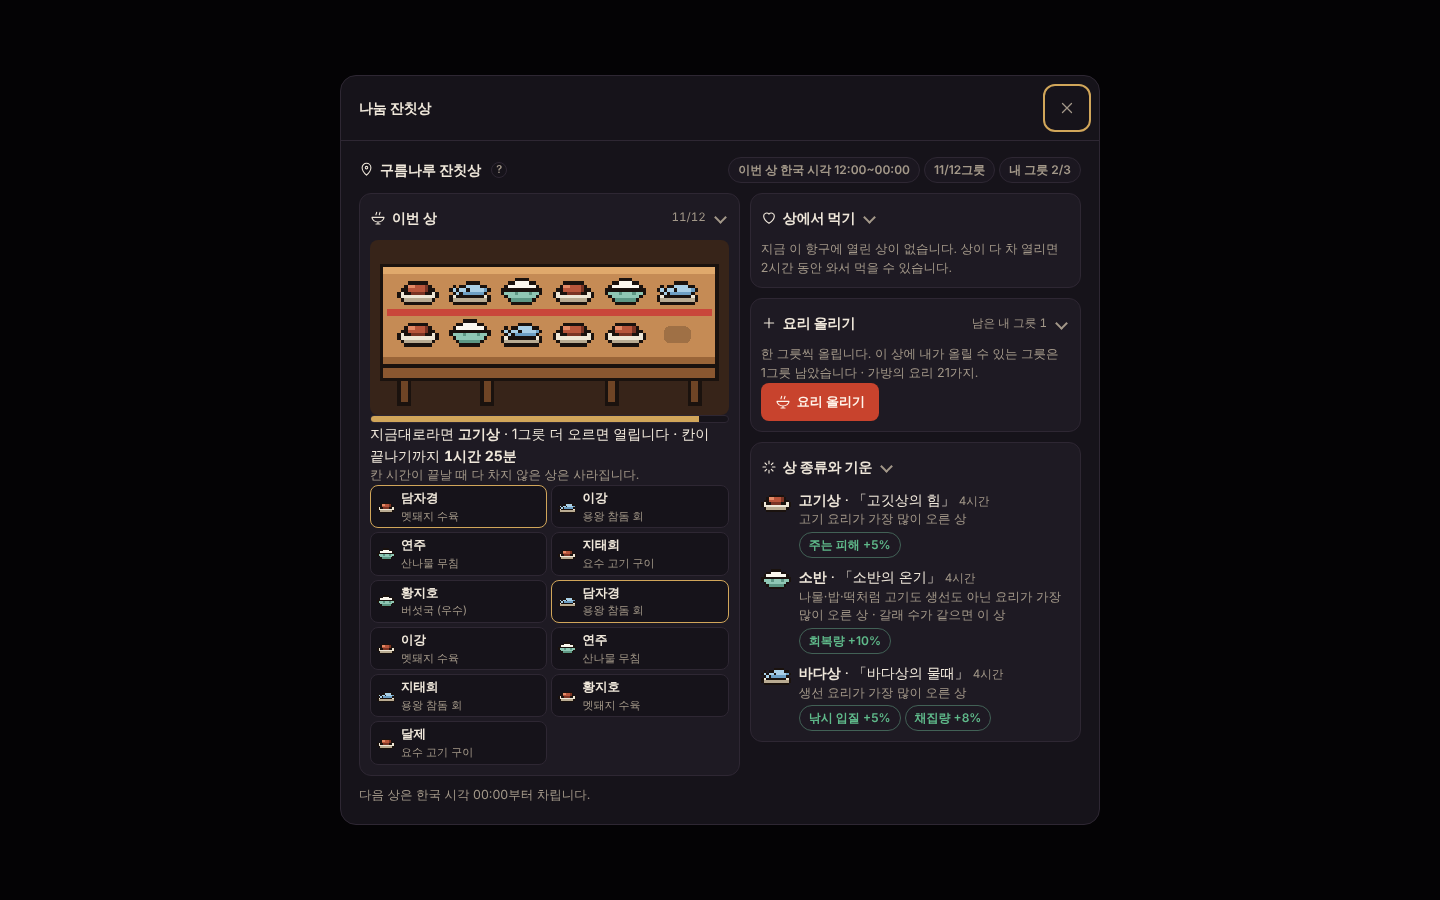 나눔 잔칫상
구름나루 잔칫상
?
이번 상 한국 시각 12:00~00:00
11/12그릇
내 그릇 2/3
이번 상
11/12
지금대로라면 고기상 · 1그릇 더 오르면 열립니다 · 칸이
끝나기까지 1시간 25분
칸 시간이 끝날 때 다 차지 않은 상은 사라집니다.
담자경
멧돼지 수육
이강
용왕 참돔 회
연주
산나물 무침
지태희
요수 고기 구이
황지호
버섯국 (우수)
담자경
용왕 참돔 회
이강
멧돼지 수육
연주
산나물 무침
지태희
용왕 참돔 회
황지호
멧돼지 수육
달제
요수 고기 구이
상에서 먹기
지금 이 항구에 열린 상이 없습니다. 상이 다 차 열리면
2시간 동안 와서 먹을 수 있습니다.
요리 올리기
남은 내 그릇 1
한 그릇씩 올립니다. 이 상에 내가 올릴 수 있는 그릇은
1그릇 남았습니다 · 가방의 요리 21가지.
요리 올리기
상 종류와 기운
고기상 · 「고깃상의 힘」 4시간
고기 요리가 가장 많이 오른 상
주는 피해 +5%
소반 · 「소반의 온기」 4시간
나물·밥·떡처럼 고기도 생선도 아닌 요리가 가장
많이 오른 상 · 갈래 수가 같으면 이 상
회복량 +10%
바다상 · 「바다상의 물때」 4시간
생선 요리가 가장 많이 오른 상
낚시 입질 +5%
채집량 +8%
다음 상은 한국 시각 00:00부터 차립니다.